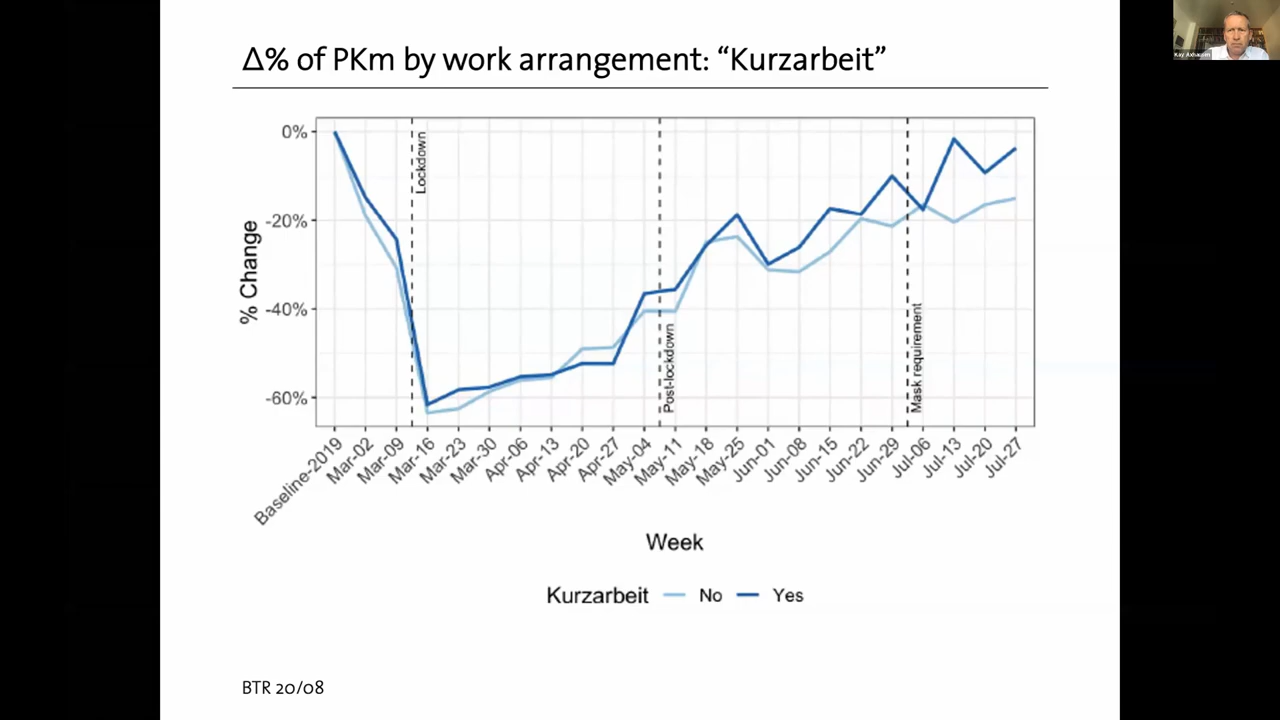 Δ% of PKm by work arrangement: “Kurzarbeit”
Kay Axhausen
0%
-20%
-40%
-60%
% Change
Lockdown
Post-lockdown
Mask requirement
Baseline-2019
Mar-02
Mar-09
Mar-16
Mar-23
Mar-30
Apr-06
Apr-13
Apr-20
Apr-27
May-04
May-11
May-18
May-25
Jun-01
Jun-08
Jun-15
Jun-22
Jun-29
Jul-06
Jul-13
Jul-20
Jul-27
Week
Kurzarbeit No Yes
BTR 20/08